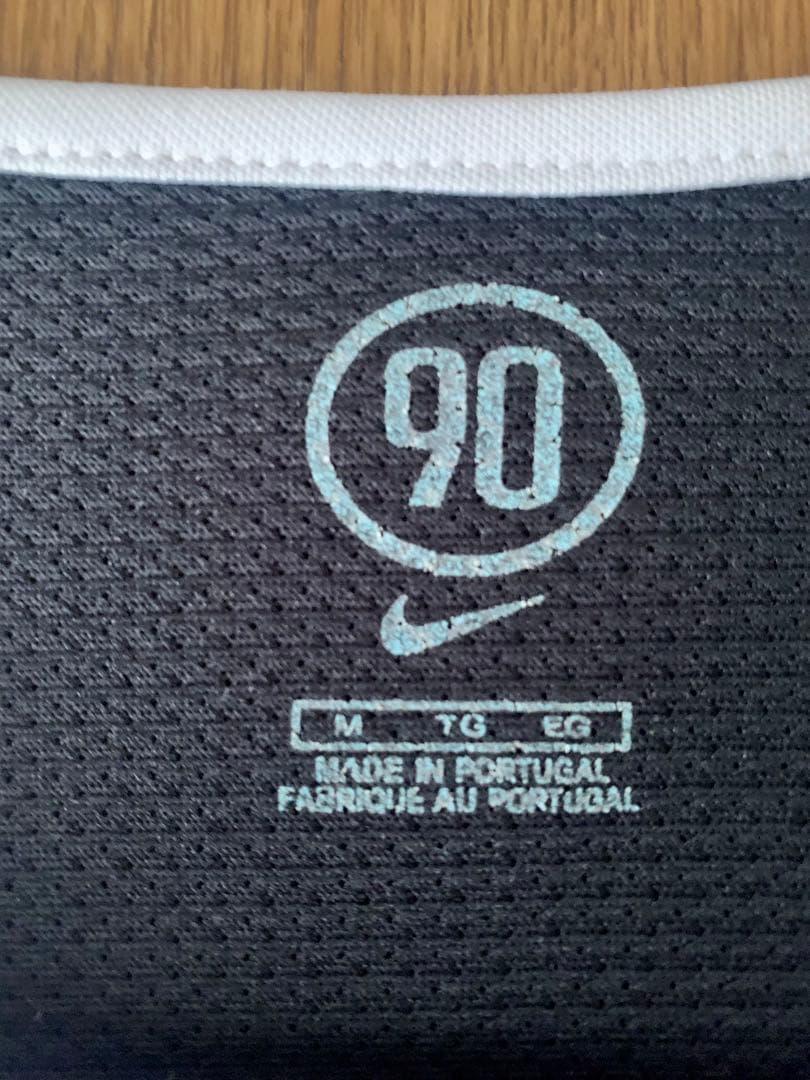 90
M TG EG
MADE IN PORTUGAL
FABRIQUE AU PORTUGAL